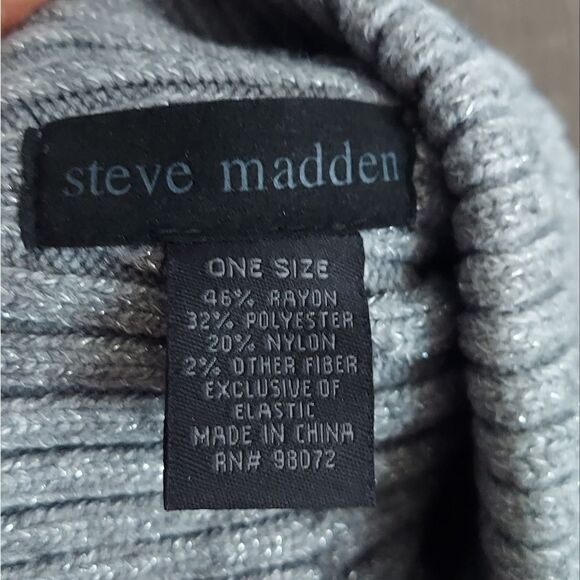 steve madden
ONE SIZE
46% RAYON
32% POLYESTER
20% NYLON
2% OTHER FIBER
EXCLUSIVE OF
ELASTIC
MADE IN CHINA
RN# 98072